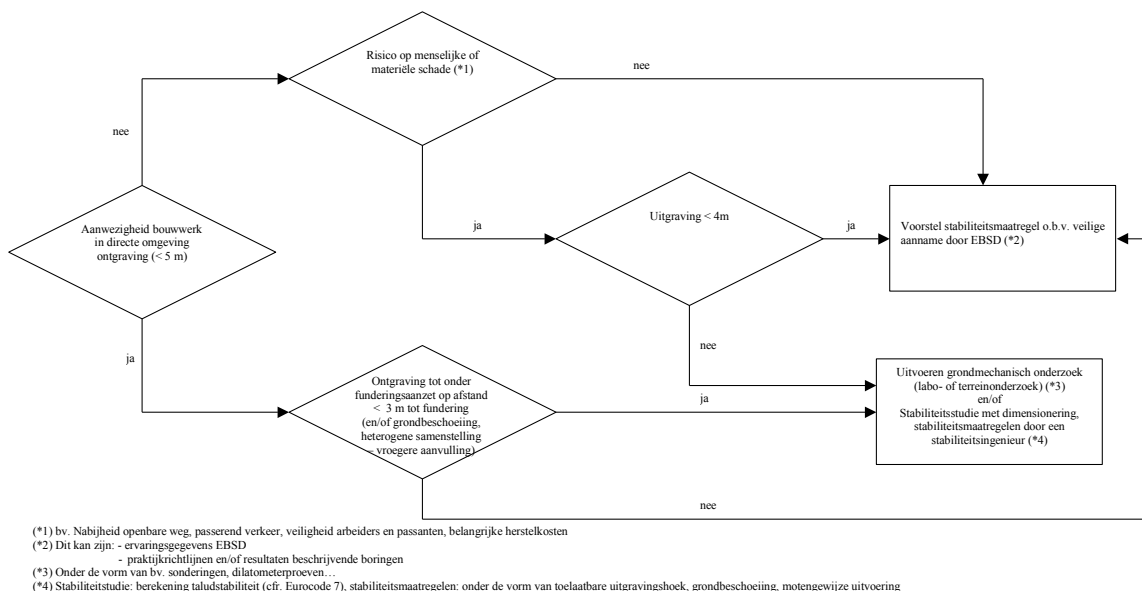 Risico op menselijke of
materiële schade (*1)
nee
nee
Aanwezigheid bouwwerk
in directe omgeving
ontgraving (< 5 m)
ja
Uitgraving < 4m
ja
Voorstel stabiliteitsmaatregel o.b.v. veilige
aanname door EBSD (*2)
ja
nee
Ontgraving tot onder
funderingsaanzet op afstand
< 3 m tot fundering
(en/of grondbeschoeiing,
heterogene samenstelling
– vroegere aanvulling)
ja
Uitvoeren grondmechanisch onderzoek
(labo- of terreinonderzoek) (*3)
en/of
Stabiliteitsstudie met dimensionering,
stabiliteitsmaatregelen door een
stabiliteitsingenieur (*4)
nee
(*1) bv. Nabijheid openbare weg, passerend verkeer, veiligheid arbeiders en passanten, belangrijke herstelkosten
(*2) Dit kan zijn: - ervaringsgegevens EBSD
- praktijkrichtlijnen en/of resultaten beschrijvende boringen
(*3) Onder de vorm van bv. sonderingen, dilatometerproeven…
(*4) Stabiliteitstudie: berekening taludstabiliteit (cfr. Eurocode 7), stabiliteitsmaatregelen: onder de vorm van toelaatbare uitgravingshoek, grondbeschoeiing, motengewijze uitvoering